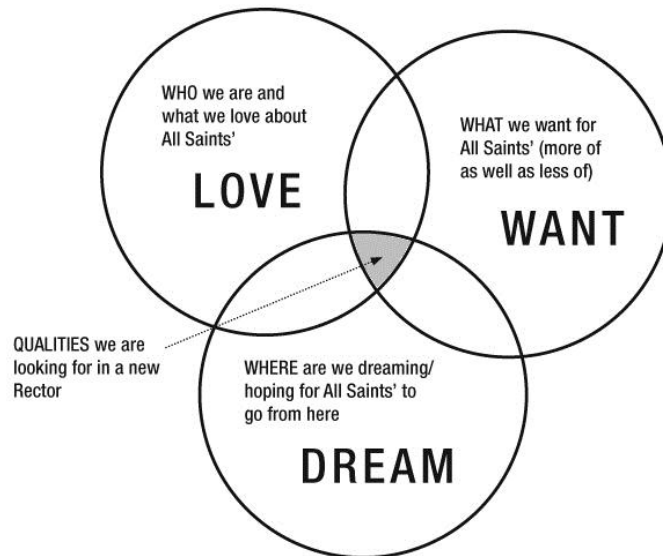 WHO we are and
what we love about
All Saints'
LOVE
WHAT we want for
All Saints' (more of
as well as less of)
WANT
QUALITIES we are
looking for in a new
Rector
WHERE are we dreaming/
hoping for All Saints' to
go from here
DREAM